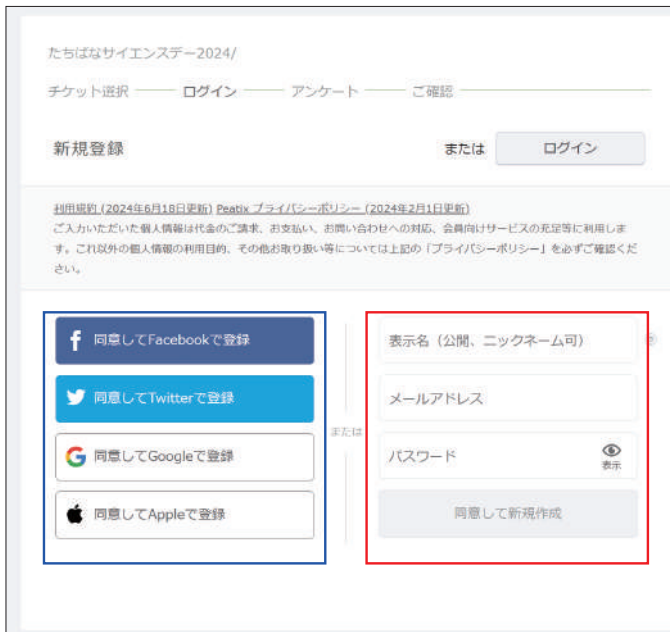 たちばなサイエンスデー2024/
チケット選択 ログイン アンケート ご確認
新規登録 または ログイン
利用規約 (2024年6月18日更新) Peatix プライバシーポリシー (2024年2月1日更新)
ご入力いただいた個人情報は代金のご請求、お支払い、お問い合わせへの対応、会員向けサービスの充足等に利用しま
す。これ以外の個人情報の利用目的、その他お取り扱い等については上記の「プライバシーポリシー」を必ずご確認くだ
さい。
同意してFacebookで登録
同意してTwitterで登録
同意してGoogleで登録
同意してAppleで登録
または
表示名（公開、ニックネーム可）
メールアドレス
パスワード 表示
同意して新規作成